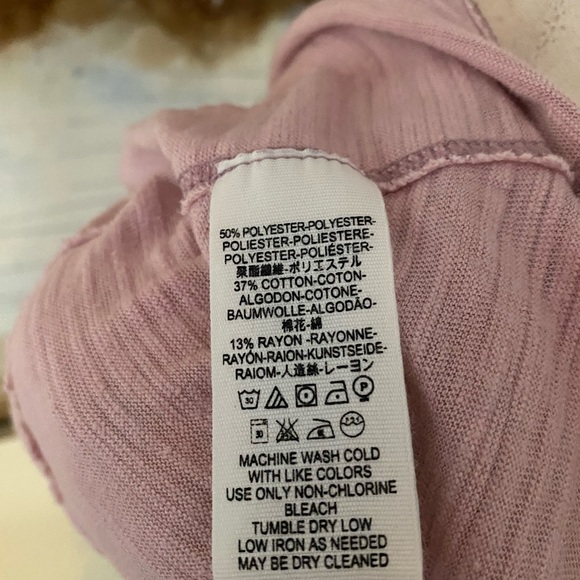 50% POLYESTER-POLYESTER-
POLIESTER-POLIESTERE-
POLYESTER-POLIÉSTER-
聚酯纖維-ポリエステル
37% COTTON-COTON-
ALGODON-COTONE-
BAUMWOLLE-ALGODÃO-
棉花-綿
13% RAYON -RAYONNE-
RAYÓN-RAION-KUNSTSEIDE-
RAIOM-人造絲-レーヨン
30 P
30
MACHINE WASH COLD
WITH LIKE COLORS
USE ONLY NON-CHLORINE
BLEACH
TUMBLE DRY LOW
LOW IRON AS NEEDED
MAY BE DRY CLEANED